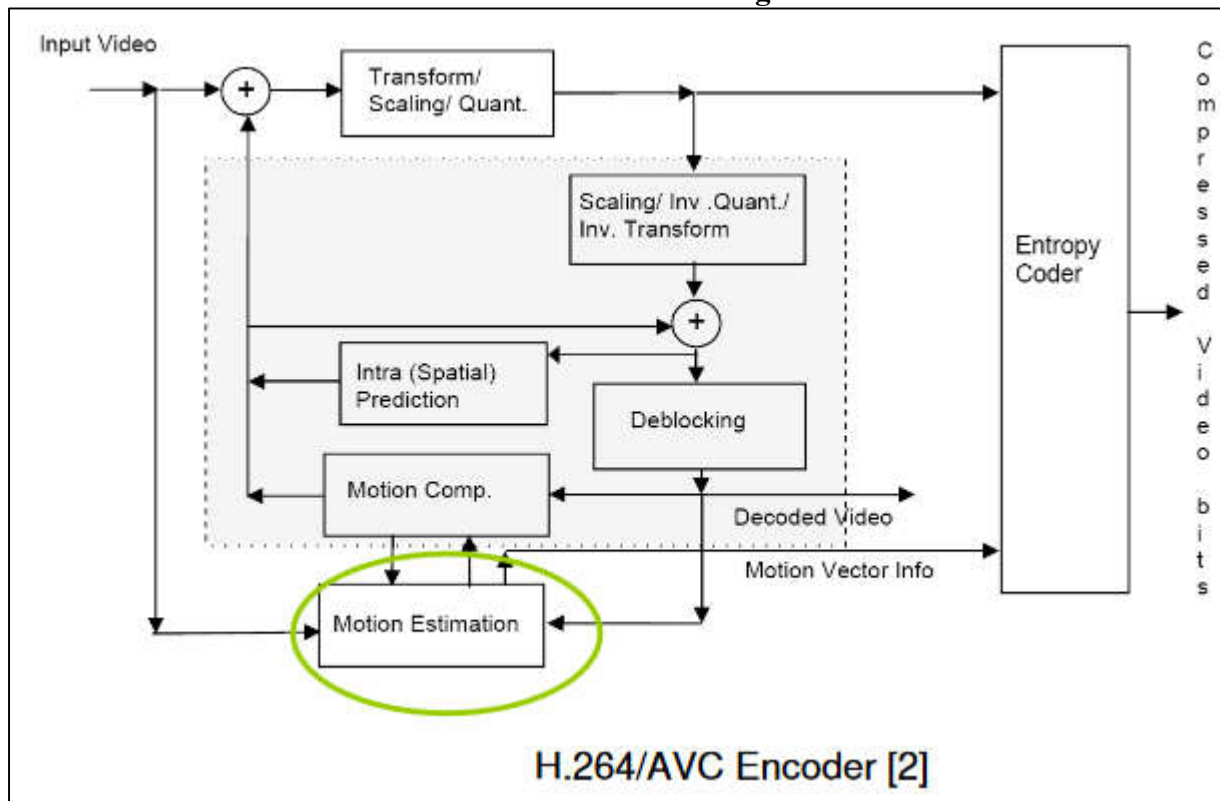 Input Video
+
Transform/
Scaling/ Quant.
Scaling/ Inv .Quant./
Inv. Transform
+
Intra (Spatial)
Prediction
Deblocking
Motion Comp.
Decoded Video
Motion Vector Info
Motion Estimation
Entropy
Coder
Compressed Video bits
H.264/AVC Encoder [2]